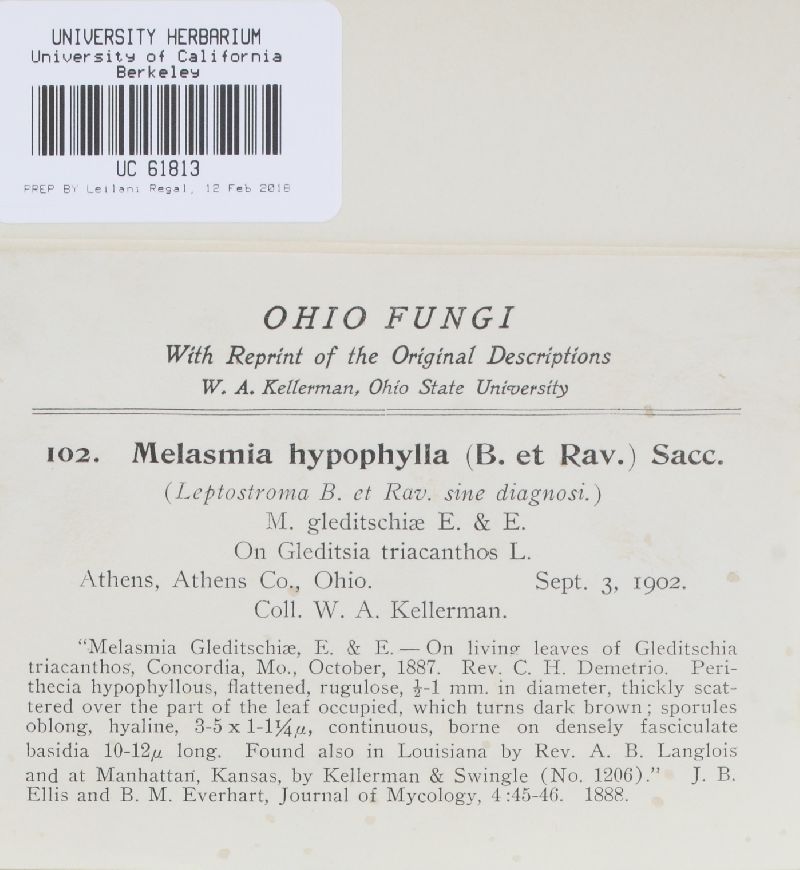 UNIVERSITY HERBARIUM
University of California
Berkeley
UC 61813
PREP BY Leilani Regal, 12 Feb 2018
OHIO FUNGI
With Reprint of the Original Descriptions
W. A. Kellerman, Ohio State University
102. Melasmia hypophylla (B. et Rav.) Sacc.
(Leptostroma B. et Rav. sine diagnosi.)
M. gleditschiæ E. & E.
On Gleditsia triacanthos L.
Athens, Athens Co., Ohio. Sept. 3, 1902.
Coll. W. A. Kellerman.
"Melasmia Gleditschiæ, E. & E. — On living leaves of Gleditschia
triacanthos, Concordia, Mo., October, 1887. Rev. C. H. Demetrio. Peri-
thecia hypophyllous, flattened, rugulose, ½-1 mm. in diameter, thickly scat-
tered over the part of the leaf occupied, which turns dark brown; sporules
oblong, hyaline, 3-5 x 1-1¼μ, continuous, borne on densely fasciculate
basidia 10-12μ long. Found also in Louisiana by Rev. A. B. Langlois
and at Manhattan, Kansas, by Kellerman & Swingle (No. 1206)." J. B.
Ellis and B. M. Everhart, Journal of Mycology, 4:45-46. 1888.